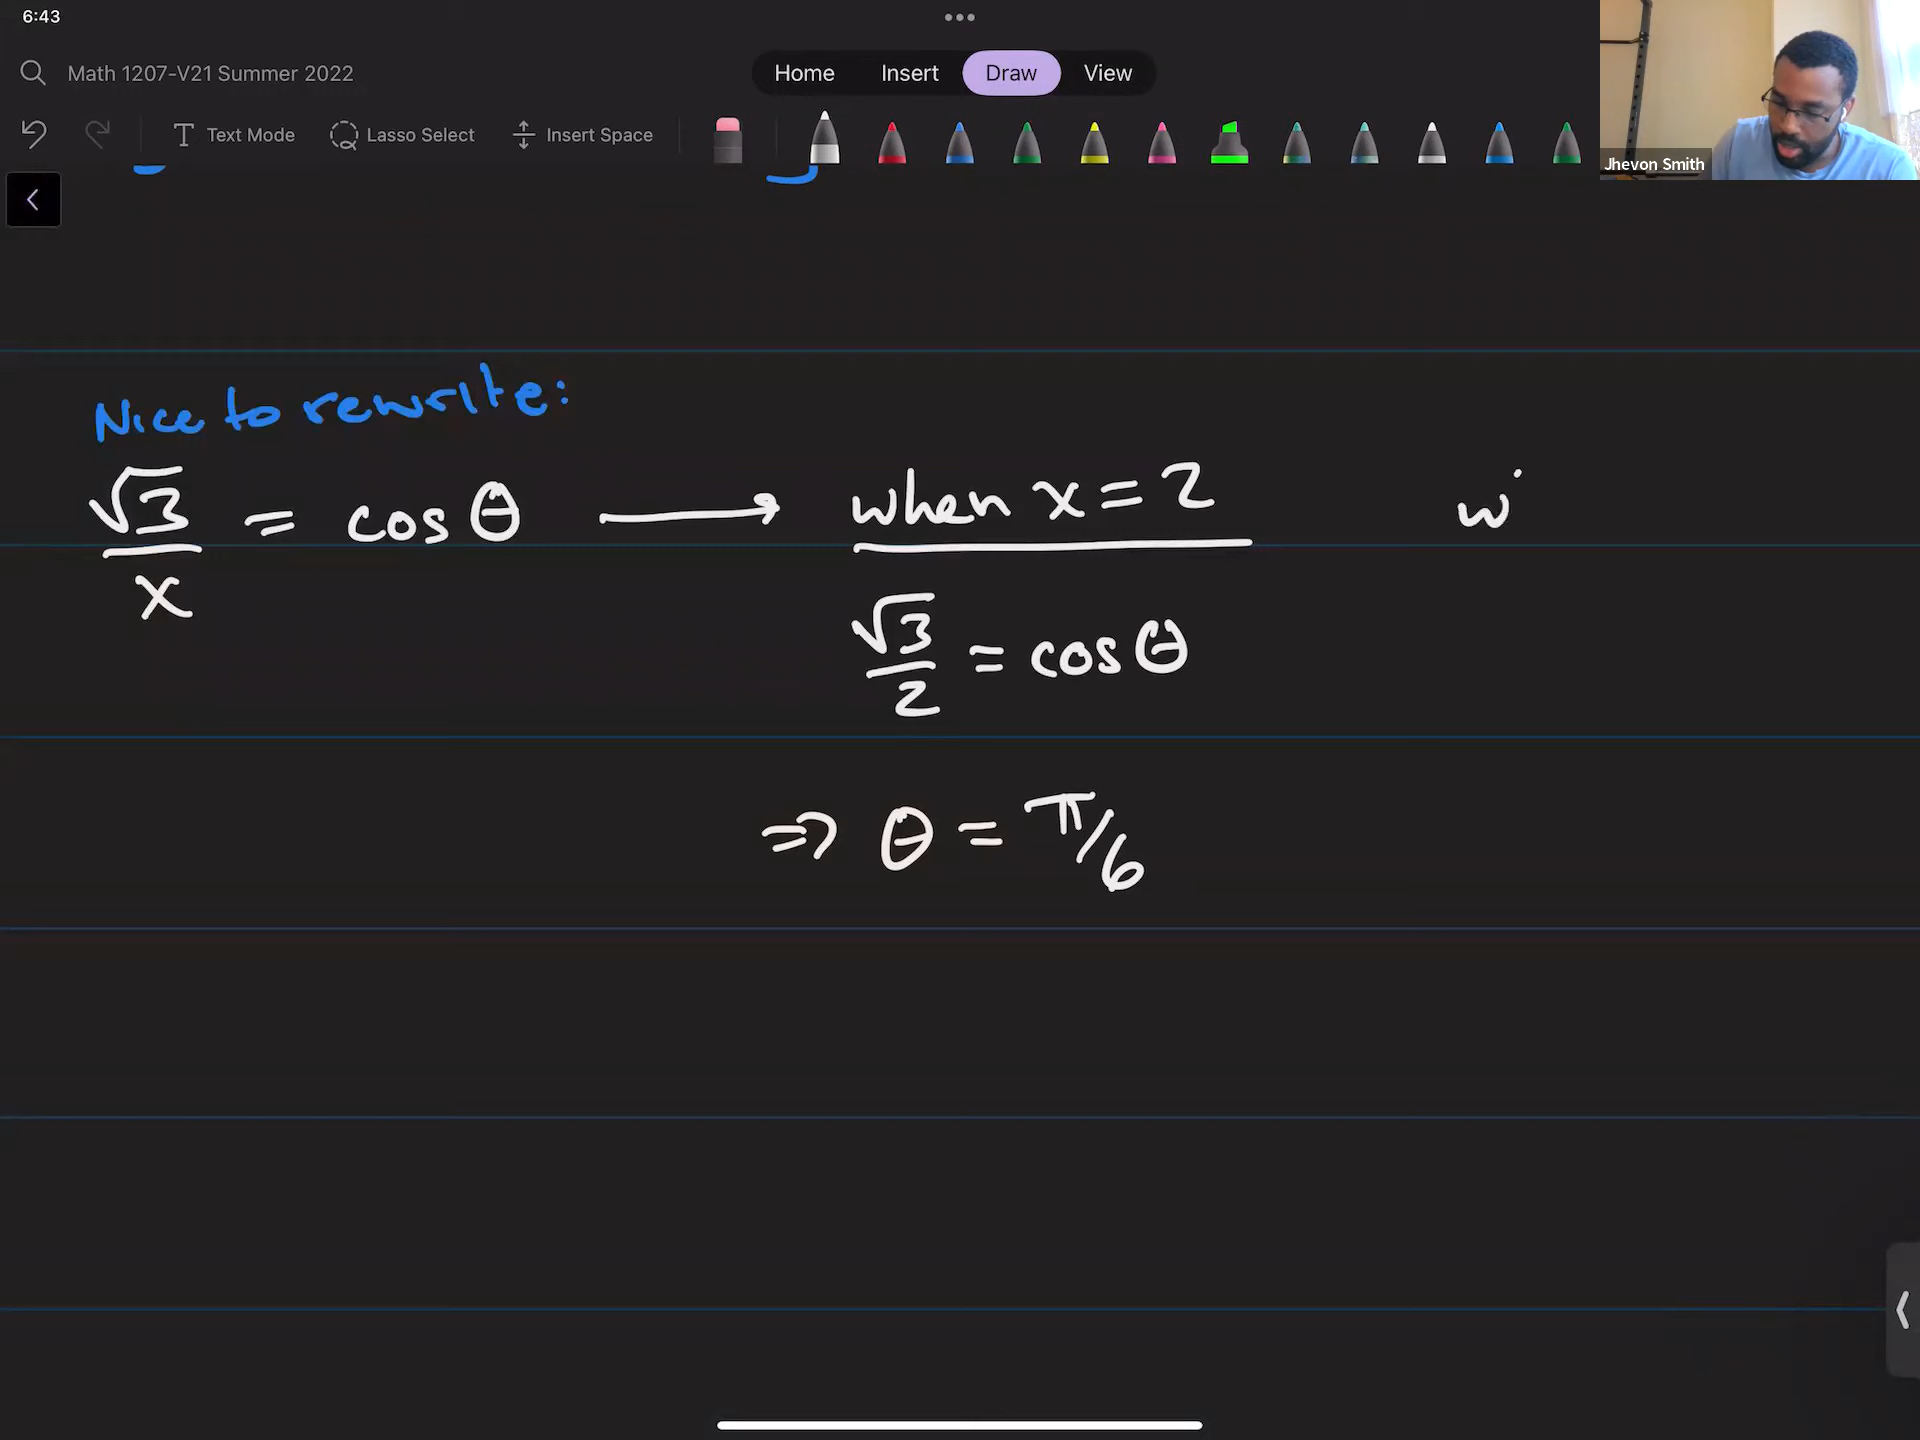 6:43
Math 1207-V21 Summer 2022
Home Insert Draw View
Text Mode Lasso Select Insert Space
Jhevon Smith
Nice to rewrite:
√3/x = cos θ ⟶ when x = 2
√3/2 = cos θ
⇒ θ = π/6